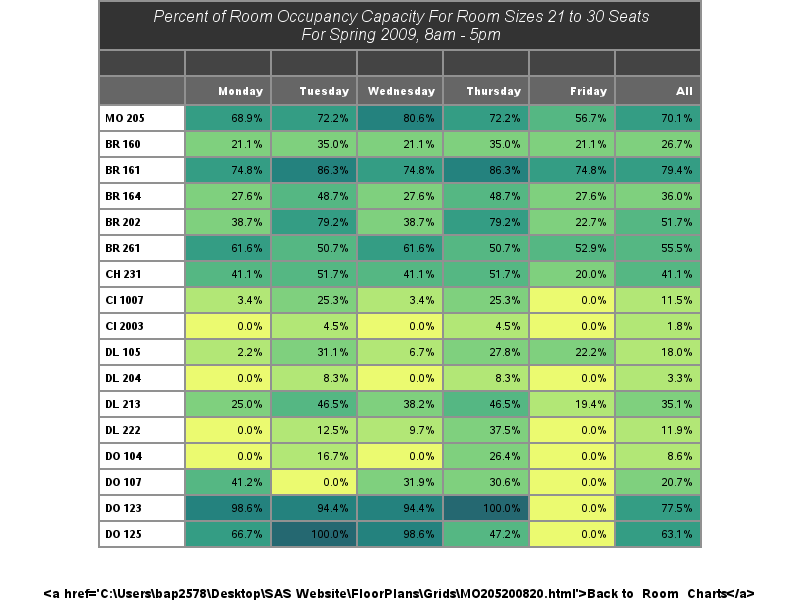 Percent of Room Occupancy Capacity For Room Sizes 21 to 30 Seats
For Spring 2009, 8am - 5pm
Monday Tuesday Wednesday Thursday Friday All
MO 205 68.9% 72.2% 80.6% 72.2% 56.7% 70.1%
BR 160 21.1% 35.0% 21.1% 35.0% 21.1% 26.7%
BR 161 74.8% 86.3% 74.8% 86.3% 74.8% 79.4%
BR 164 27.6% 48.7% 27.6% 48.7% 27.6% 36.0%
BR 202 38.7% 79.2% 38.7% 79.2% 22.7% 51.7%
BR 261 61.6% 50.7% 61.6% 50.7% 52.9% 55.5%
CH 231 41.1% 51.7% 41.1% 51.7% 20.0% 41.1%
CI 1007 3.4% 25.3% 3.4% 25.3% 0.0% 11.5%
CI 2003 0.0% 4.5% 0.0% 4.5% 0.0% 1.8%
DL 105 2.2% 31.1% 6.7% 27.8% 22.2% 18.0%
DL 204 0.0% 8.3% 0.0% 8.3% 0.0% 3.3%
DL 213 25.0% 46.5% 38.2% 46.5% 19.4% 35.1%
DL 222 0.0% 12.5% 9.7% 37.5% 0.0% 11.9%
DO 104 0.0% 16.7% 0.0% 26.4% 0.0% 8.6%
DO 107 41.2% 0.0% 31.9% 30.6% 0.0% 20.7%
DO 123 98.6% 94.4% 94.4% 100.0% 0.0% 77.5%
DO 125 66.7% 100.0% 98.6% 47.2% 0.0% 63.1%
<a href='C:\Users\bap2578\Desktop\SAS Website\FloorPlans\Grids\MO205200820.html'>Back to Room Charts</a>